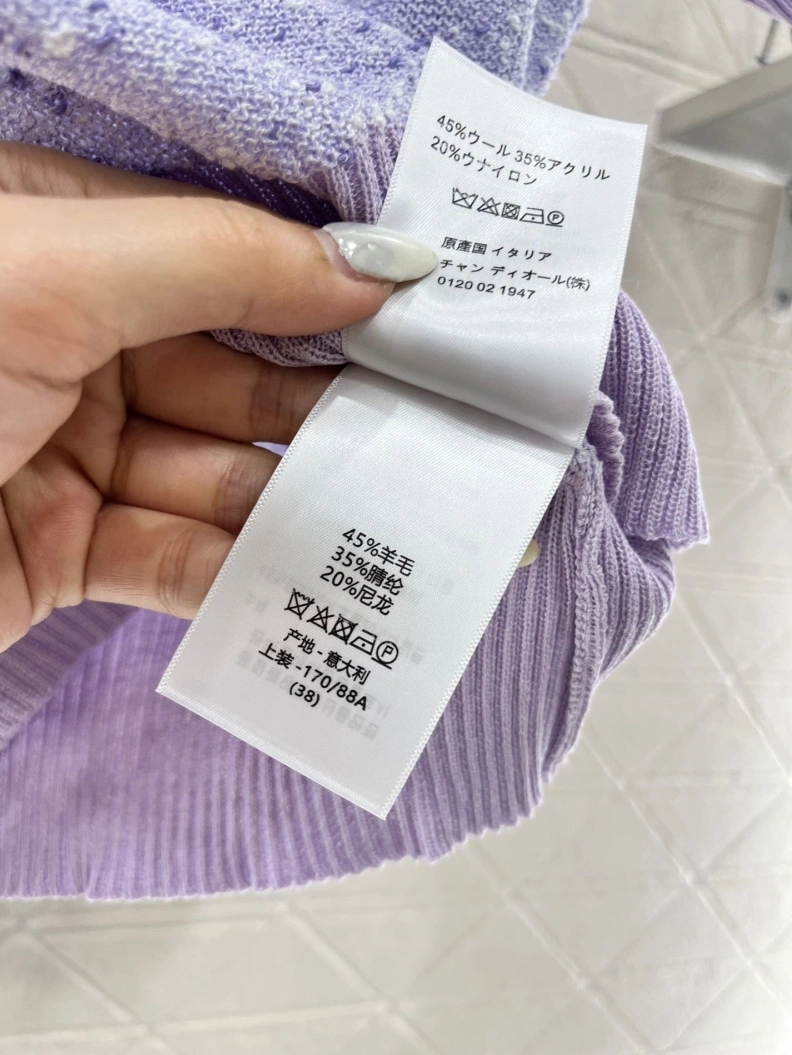 45%ウール 35%アクリル
20%ウナイロン
原產国 イタリア
チャン ディオール(株)
0120 02 1947
45%羊毛
35%腈纶
20%尼龙
产地 - 意大利
上装 -170/88A
(38)